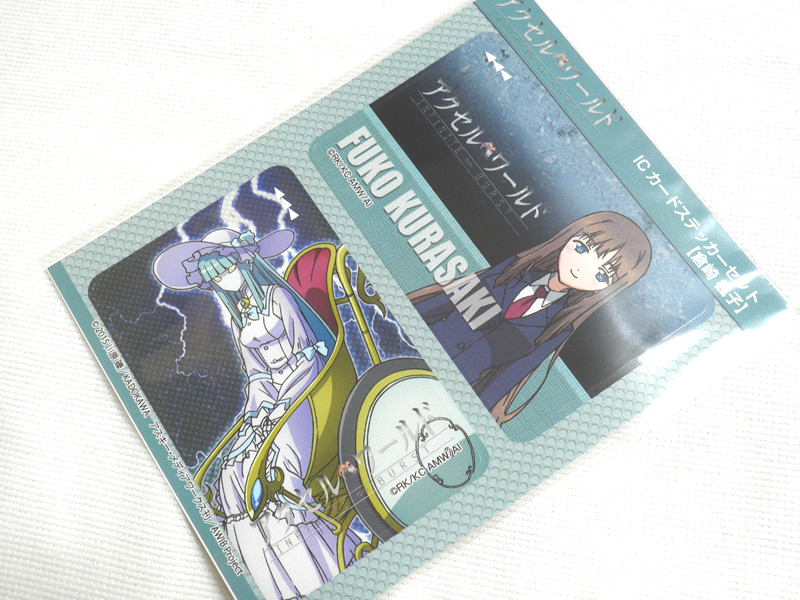 アクセル・ワールド
ICカードステッカーセット
【倉崎 楓子】
アクセル・ワールド
INFINITE ∞ BURST
FUKO KURASAKI
©RK/KC AMW/AI
アクセル・ワールド
©RK/KC AMW/AI
©2015 川原 礫/KADOKAWA アスキー・メディアワークス刊/AWIB Project